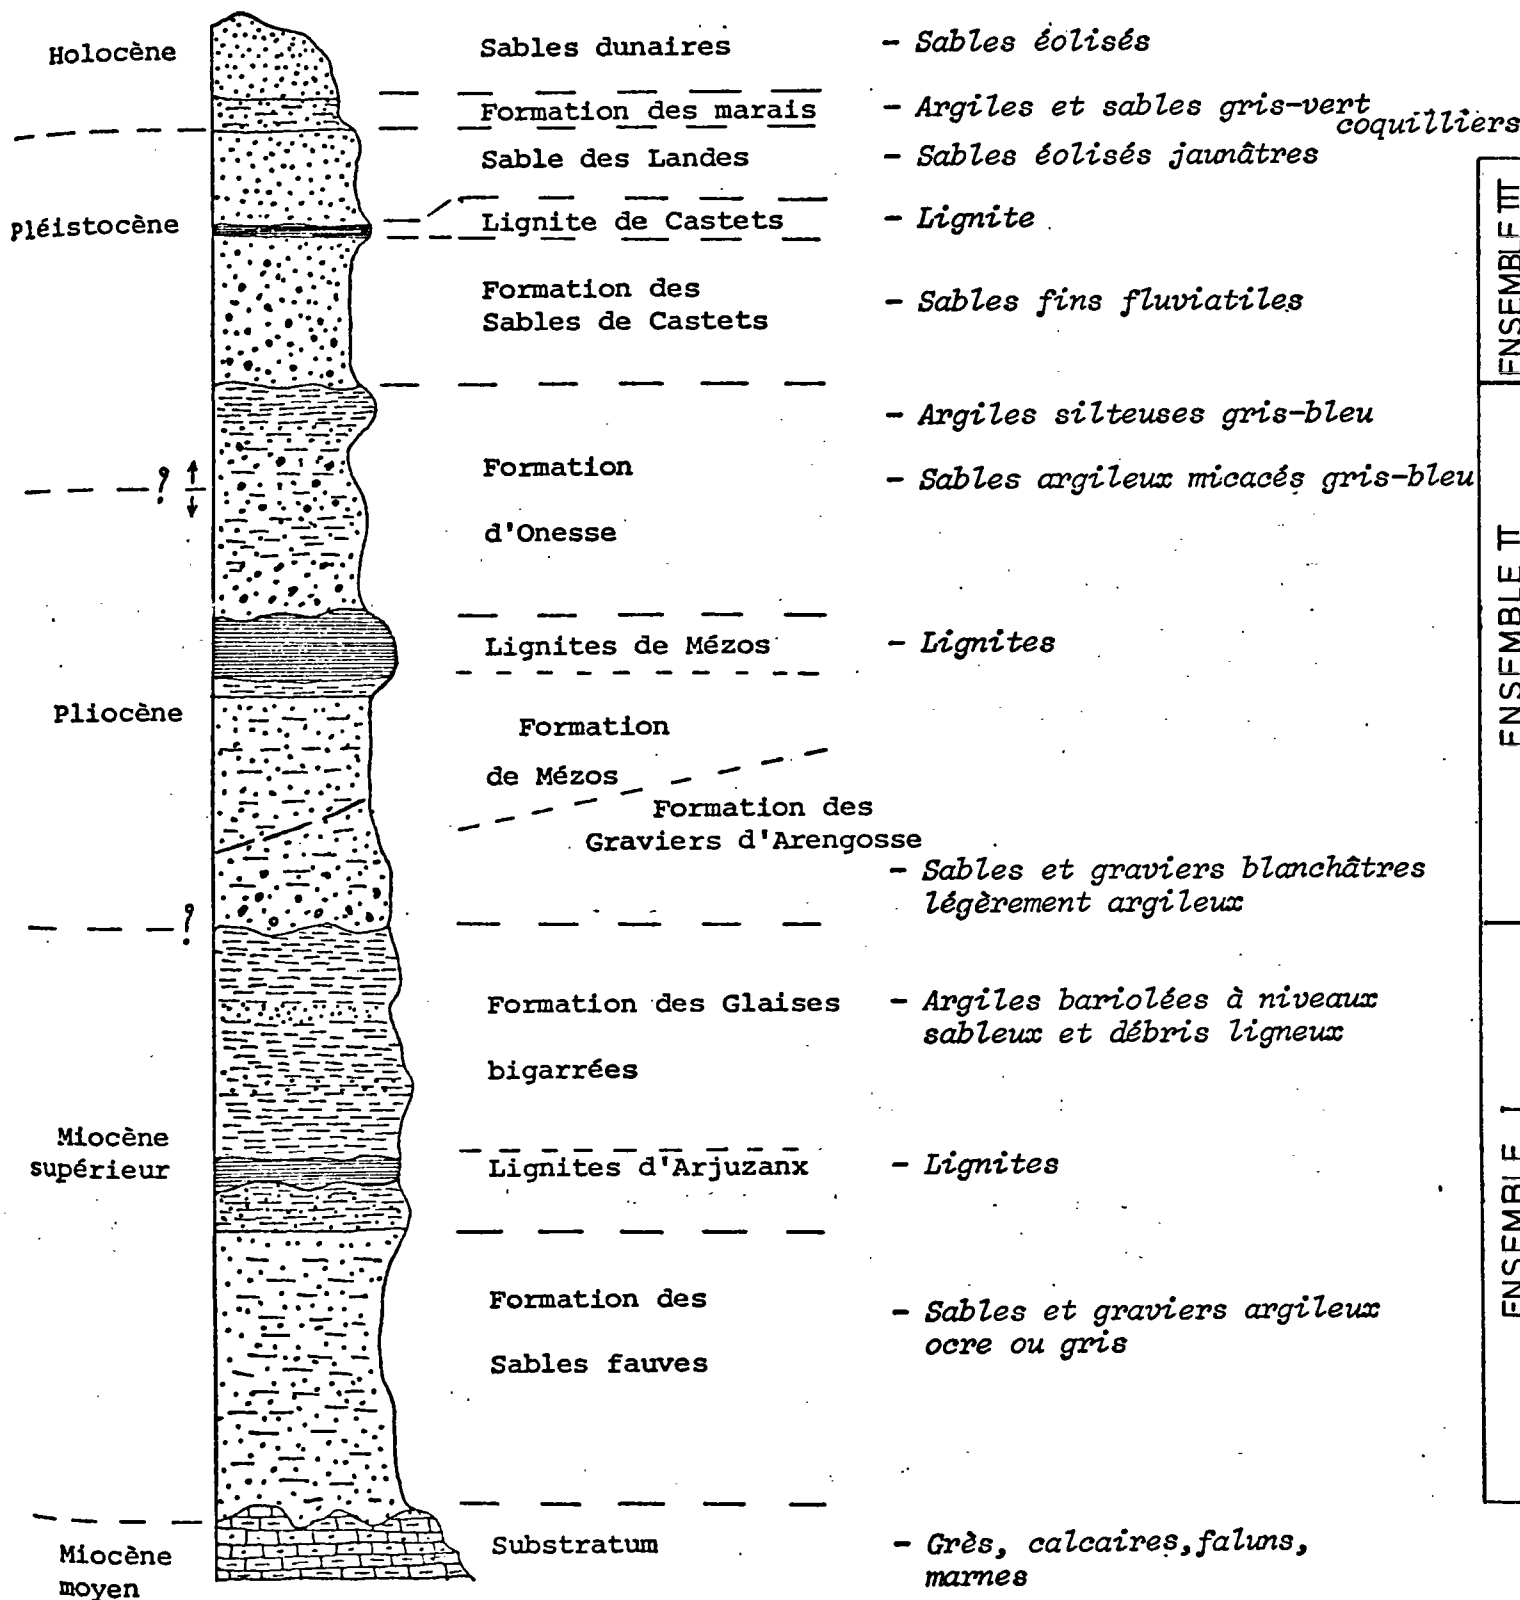 Holocène
Sables dunaires
- Sables éolisés
Formation des marais
- Argiles et sables gris-vert
coquilliers
Sable des Landes
- Sables éolisés jaunâtres
Pléistocène
Lignite de Castets
- Lignite
Formation des
Sables de Castets
- Sables fins fluviatiles
ENSEMBLE III
- Argiles silteuses gris-bleu
Formation
d'Onesse
- Sables argileux micacés gris-bleu
?
Lignites de Mézos
- Lignites
ENSEMBLE II
Pliocène
Formation
de Mézos
Formation des
Graviers d'Arengosse
- Sables et graviers blanchâtres
légèrement argileux
?
Formation des Glaises
bigarrées
- Argiles bariolées à niveaux
sableux et débris ligneux
Miocène
supérieur
Lignites d'Arjuzanx
- Lignites
ENSEMBLE I
Formation des
Sables fauves
- Sables et graviers argileux
ocre ou gris
Miocène
moyen
Substratum
- Grès, calcaires, faluns,
marnes